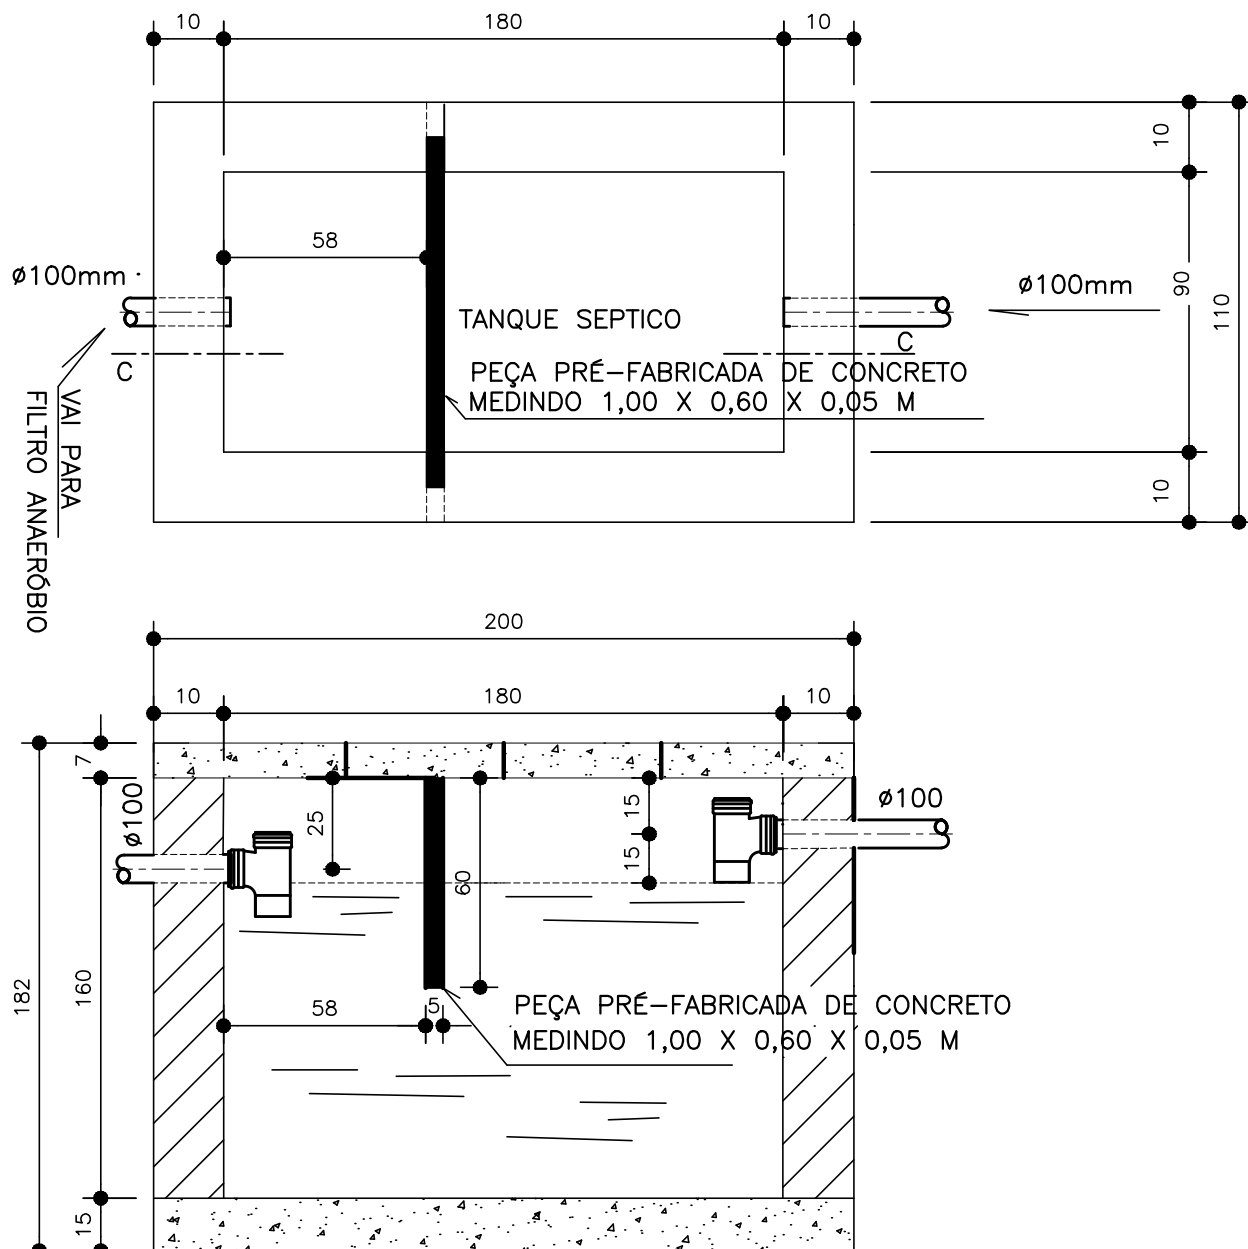 10
180
10
10
58
ø100mm
ø100mm
90
110
TANQUE SEPTICO
C
C
PEÇA PRÉ-FABRICADA DE CONCRETO
MEDINDO 1,00 X 0,60 X 0,05 M
VAI PARA
FILTRO ANAERÓBIO
10
200
10
180
10
7
ø100
25
15
ø100
15
60
182
160
58
5
PEÇA PRÉ-FABRICADA DE CONCRETO
MEDINDO 1,00 X 0,60 X 0,05 M
15